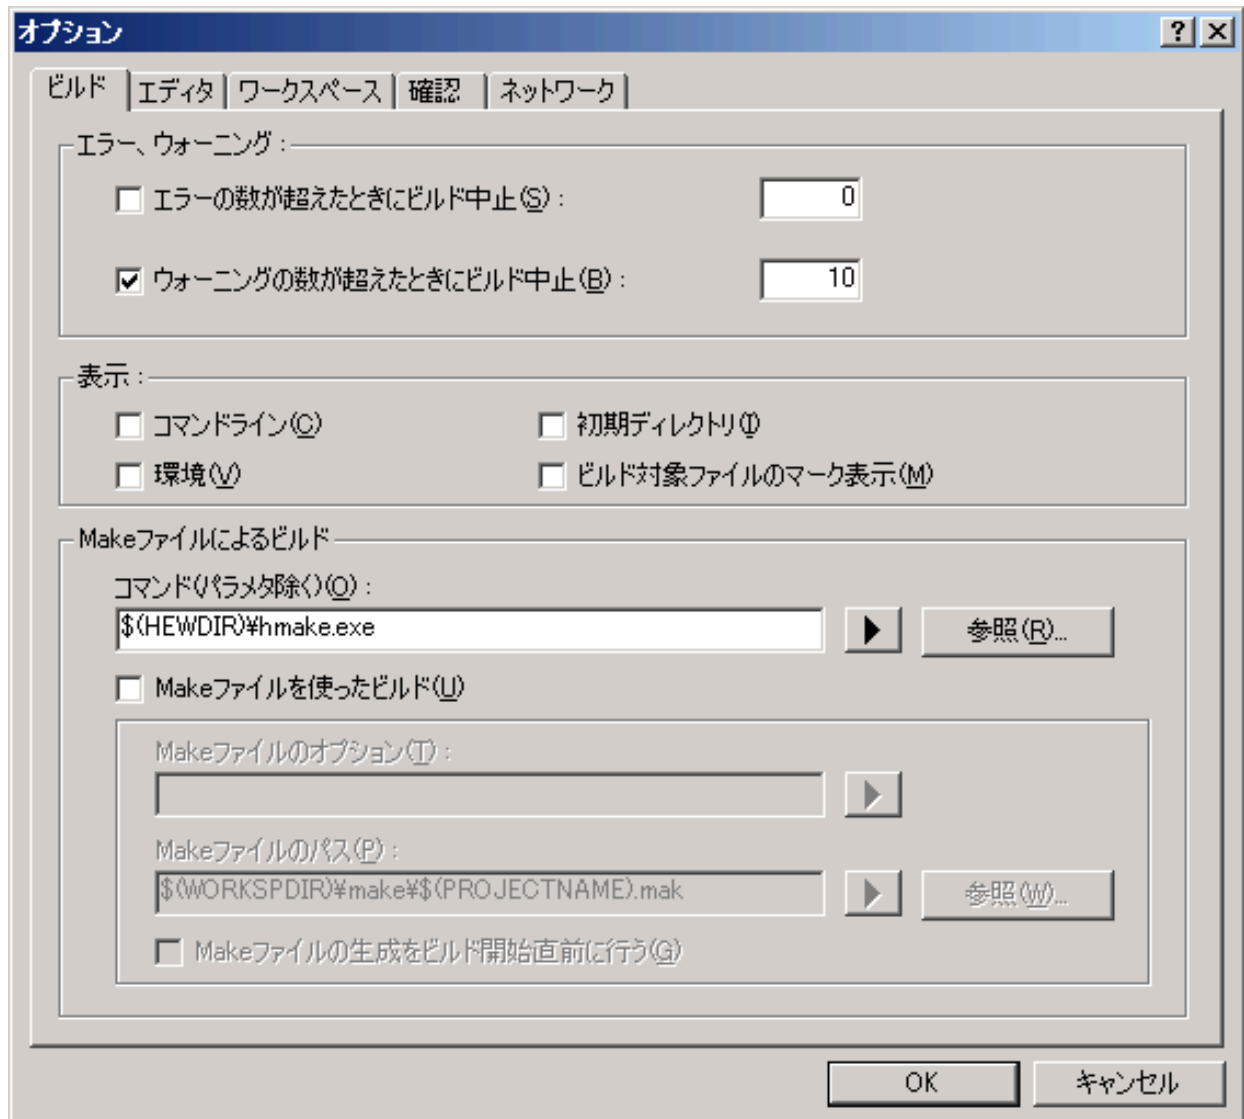 オプション
ビルド エディタ ワークスペース 確認 ネットワーク
エラー、ウォーニング :
エラーの数が超えたときにビルド中止(S) : 0
ウォーニングの数が超えたときにビルド中止(B) : 10
表示 :
コマンドライン(C) 初期ディレクトリ(I)
環境(V) ビルド対象ファイルのマーク表示(M)
Makeファイルによるビルド
コマンド(パラメタ除く)(O) :
$(HEWDIR)¥hmake.exe 参照(R)...
Makeファイルを使ったビルド(U)
Makeファイルのオプション(T) :
Makeファイルのパス(P) :
$(WORKSPDIR)¥make¥$(PROJECTNAME).mak 参照(W)...
Makeファイルの生成をビルド開始直前に行う(G)
OK キャンセル